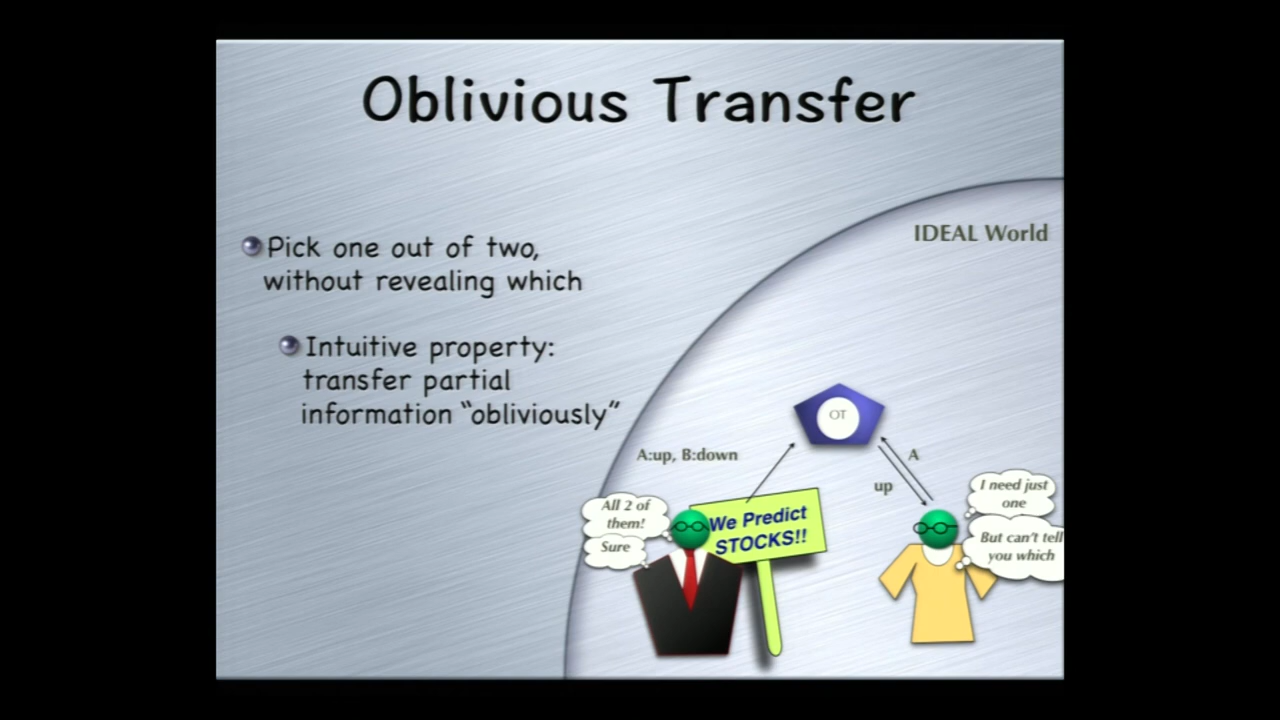 Oblivious Transfer
Pick one out of two,
without revealing which
Intuitive property:
transfer partial
information “obliviously”
IDEAL World
OT
A:up, B:down
A
up
All 2 of
them!
Sure
We Predict
STOCKS!!
I need just
one
But can't tell
you which